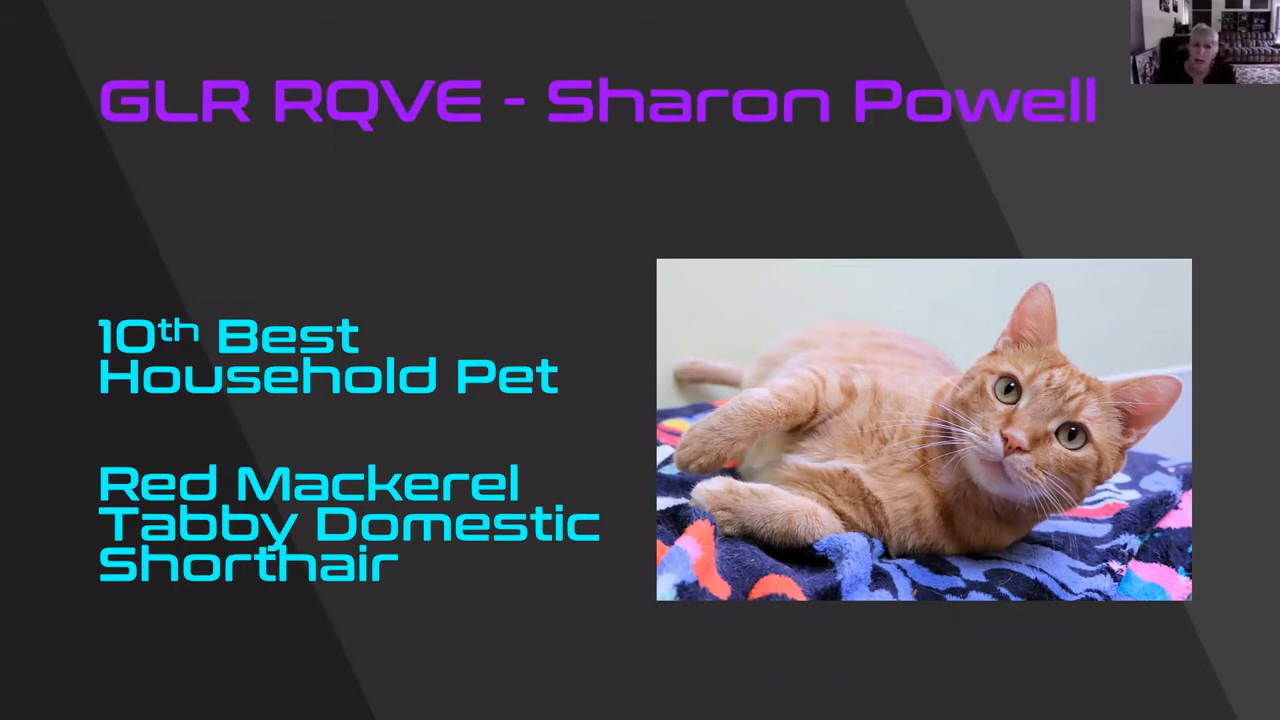 GLR RQVE - Sharon Powell
10th Best
Household Pet
Red Mackerel
Tabby Domestic
Shorthair